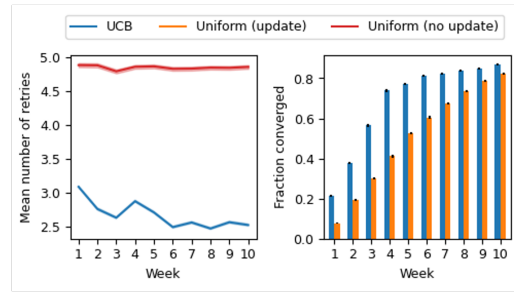 UCB Uniform (update) Uniform (no update)
Mean number of retries
5.0
4.5
4.0
3.5
3.0
2.5
1 2 3 4 5 6 7 8 9 10
Week
Fraction converged
0.8
0.6
0.4
0.2
0.0
1 2 3 4 5 6 7 8 9 10
Week